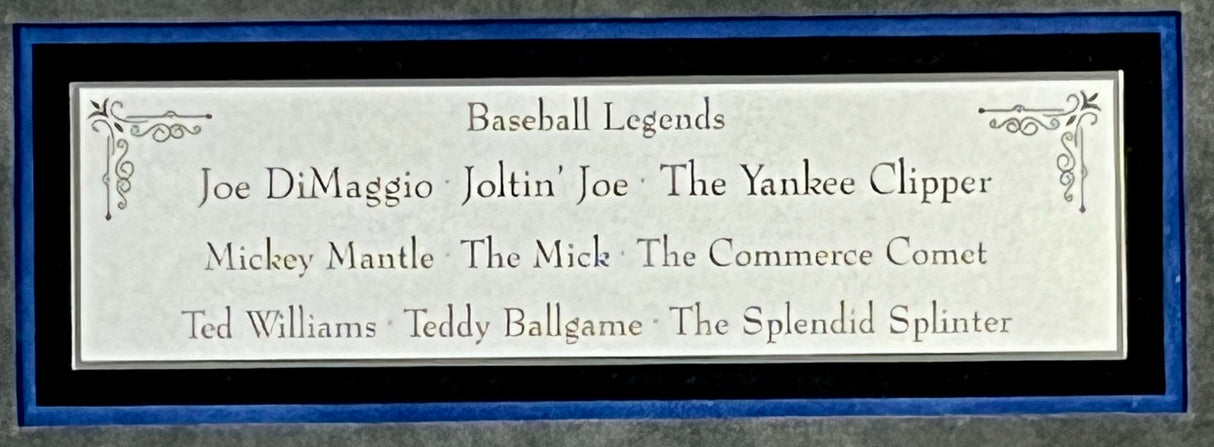 Baseball Legends
Joe DiMaggio · Joltin' Joe · The Yankee Clipper
Mickey Mantle · The Mick · The Commerce Comet
Ted Williams · Teddy Ballgame · The Splendid Splinter